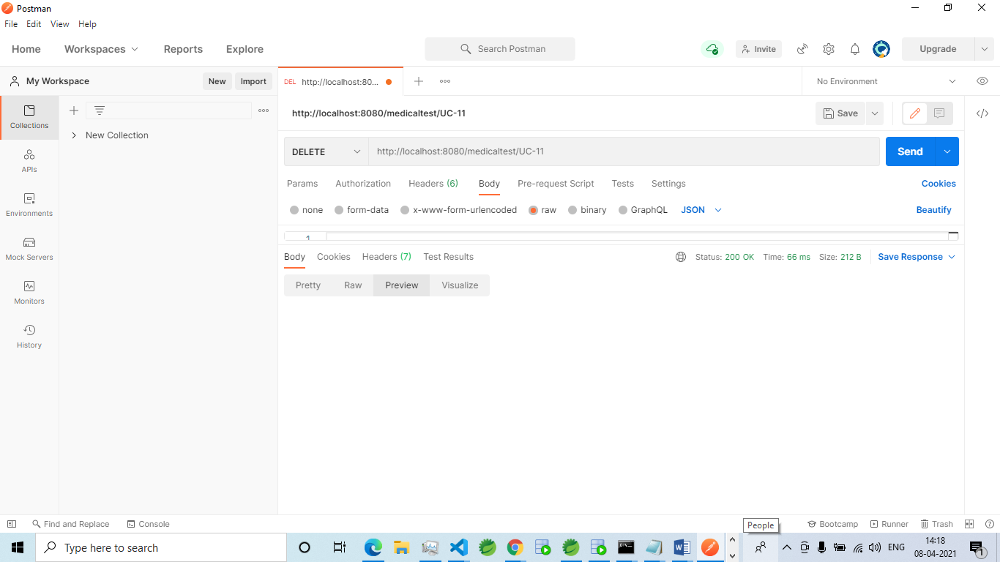 Postman
File Edit View Help
Home Workspaces Reports Explore Search Postman Invite Upgrade
My Workspace New Import DEL http://localhost:80... No Environment
http://localhost:8080/medicaltest/UC-11 Save
Collections
New Collection
DELETE http://localhost:8080/medicaltest/UC-11 Send
APIs
Params Authorization Headers (6) Body Pre-request Script Tests Settings Cookies
Environments
none form-data x-www-form-urlencoded raw binary GraphQL JSON Beautify
1
Mock Servers
Body Cookies Headers (7) Test Results Status: 200 OK Time: 66 ms Size: 212 B Save Response
Pretty Raw Preview Visualize
Monitors
History
Find and Replace Console People Bootcamp Runner Trash
Type here to search ENG 14:18
08-04-2021 1